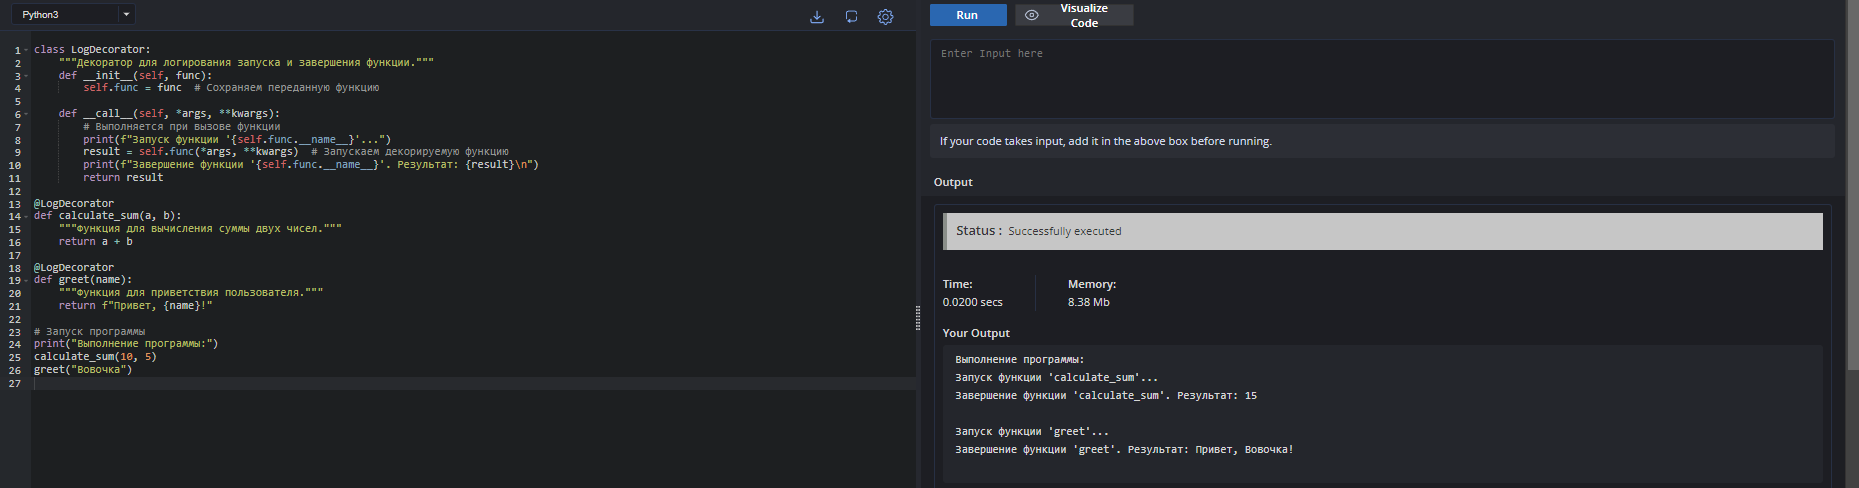 Python3
1 class LogDecorator:
2     """Декоратор для логирования запуска и завершения функции."""
3     def __init__(self, func):
4         self.func = func  # Сохраняем переданную функцию
5
6     def __call__(self, *args, **kwargs):
7         # Выполняется при вызове функции
8         print(f"Запуск функции '{self.func.__name__}'...")
9         result = self.func(*args, **kwargs)  # Запускаем декорируемую функцию
10         print(f"Завершение функции '{self.func.__name__}'. Результат: {result}\n")
11         return result
12
13 @LogDecorator
14 def calculate_sum(a, b):
15     """Функция для вычисления суммы двух чисел."""
16     return a + b
17
18 @LogDecorator
19 def greet(name):
20     """Функция для приветствия пользователя."""
21     return f"Привет, {name}!"
22
23 # Запуск программы
24 print("Выполнение программы:")
25 calculate_sum(10, 5)
26 greet("Вовочка")
27
Run
Visualize
Code
Enter Input here
If your code takes input, add it in the above box before running.
Output
Status : Successfully executed
Time: Memory:
0.0200 secs 8.38 Mb
Your Output
Выполнение программы:
Запуск функции 'calculate_sum'...
Завершение функции 'calculate_sum'. Результат: 15
Запуск функции 'greet'...
Завершение функции 'greet'. Результат: Привет, Вовочка!